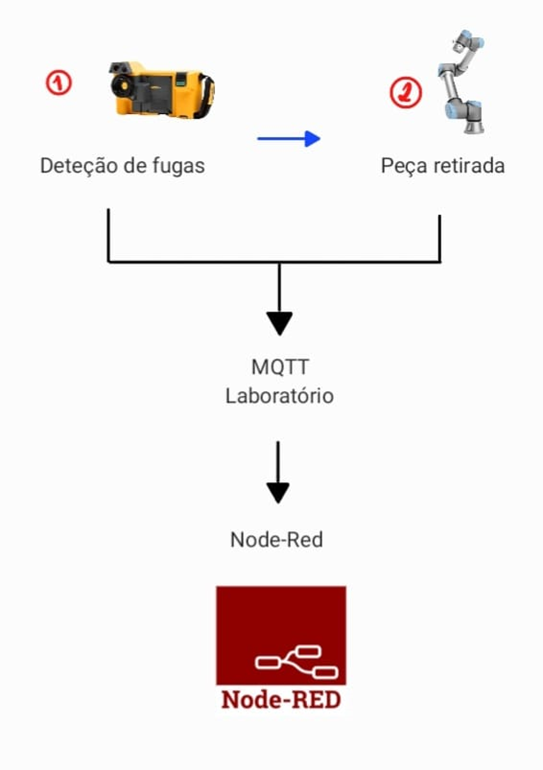 1
2
Deteção de fugas
Peça retirada
MQTT
Laboratório
Node-Red
Node-RED